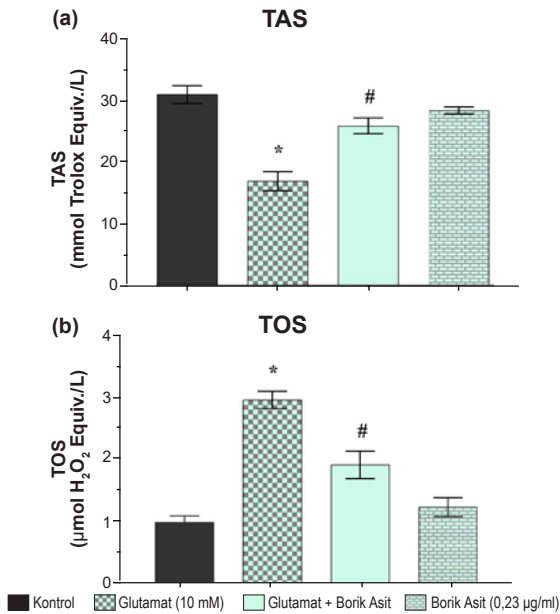 (a) TAS
TAS
(mmol Trolox Equiv./L)
40
30
20
10
0
*
#
(b) TOS
TOS
(µmol H₂O₂ Equiv./L)
4
3
2
1
0
*
#
Kontrol Glutamat (10 mM) Glutamat + Borik Asit Borik Asit (0,23 µg/ml)